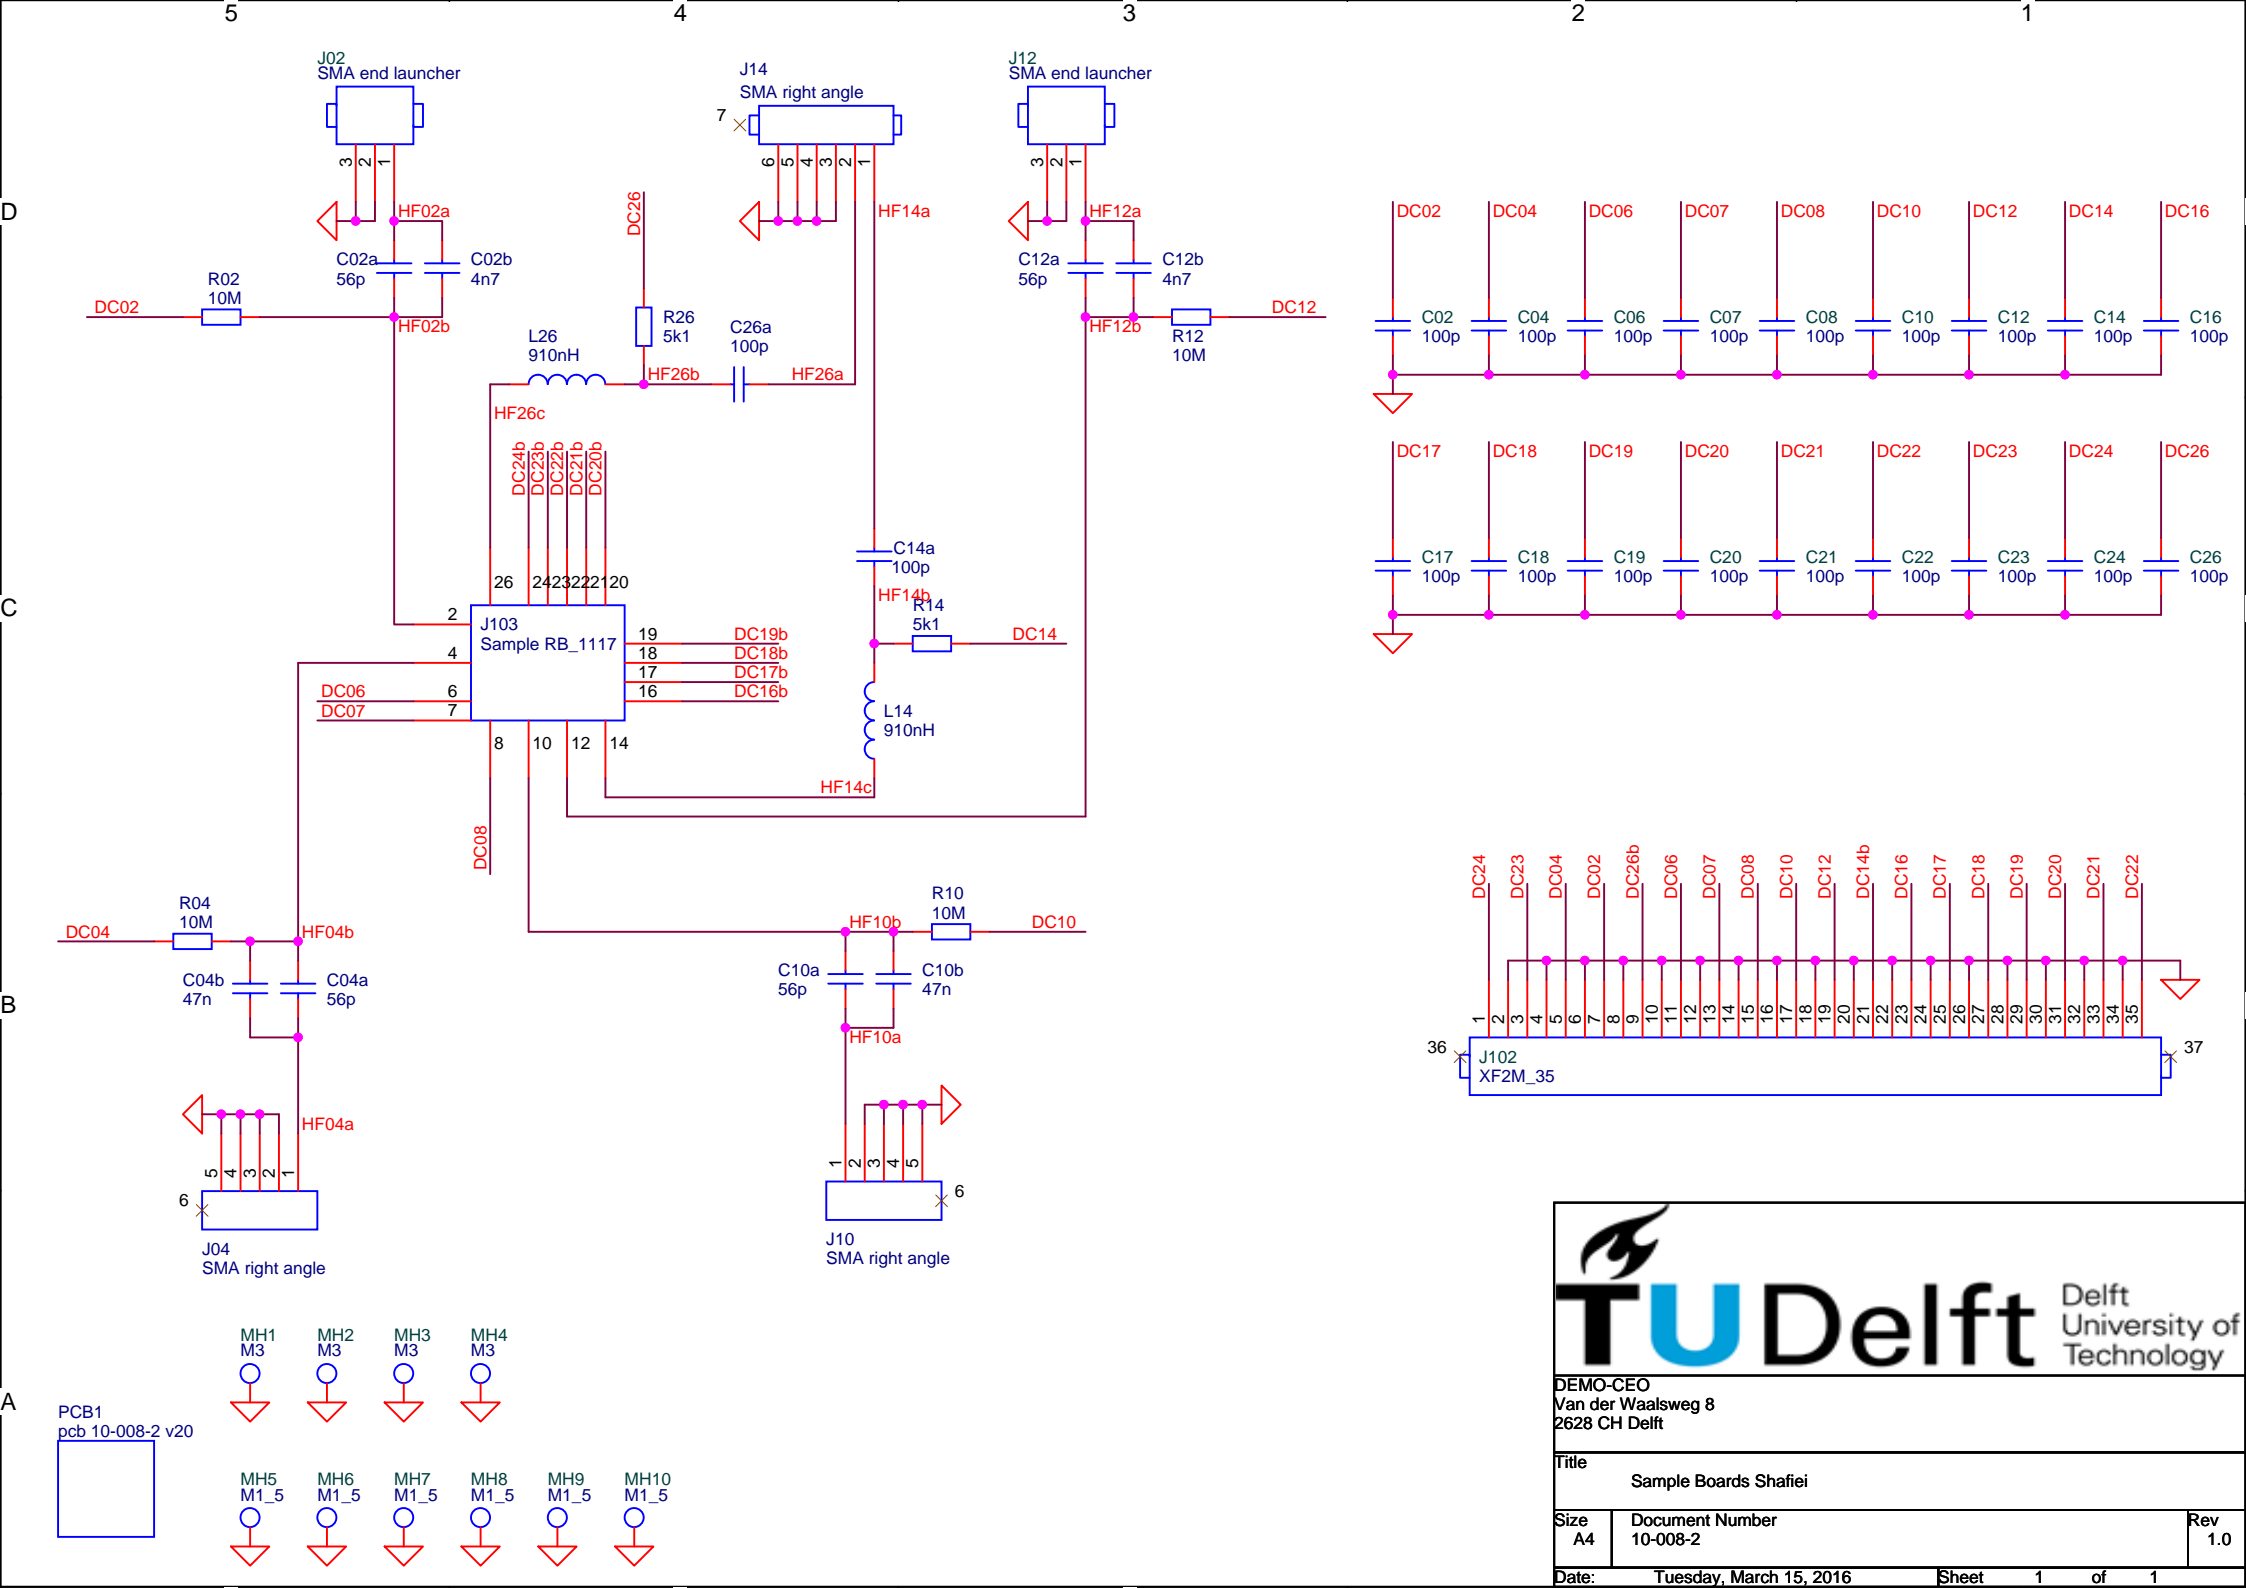 5 4 3 2 1
D
C
B
A
J02
SMA end launcher
3 2 1
HF02a
C02a
56p
C02b
4n7
R02
10M
DC02
HF02b
J14
SMA right angle
7
6 5 4 3 2 1
HF14a
DC26
R26
5k1
C26a
100p
L26
910nH
HF26b
HF26a
HF26c
J12
SMA end launcher
3 2 1
HF12a
C12a
56p
C12b
4n7
HF12b
R12
10M
DC12
DC02 DC04 DC06 DC07 DC08 DC10 DC12 DC14 DC16
C02 C04 C06 C07 C08 C10 C12 C14 C16
100p 100p 100p 100p 100p 100p 100p 100p 100p
DC17 DC18 DC19 DC20 DC21 DC22 DC23 DC24 DC26
C17 C18 C19 C20 C21 C22 C23 C24 C26
100p 100p 100p 100p 100p 100p 100p 100p 100p
DC24b DC23b DC22b DC21b DC20b
26 24 23 22 21 20
C14a
100p
HF14b
R14
5k1
DC14
L14
910nH
HF14c
J103
Sample RB_1117
2
4
6
7
DC06
DC07
19 DC19b
18 DC18b
17 DC17b
16 DC16b
8 10 12 14
DC08
R04
10M
DC04
HF04b
C04b
47n
C04a
56p
HF04a
5 4 3 2 1
6
J04
SMA right angle
R10
10M
DC10
HF10b
C10a
56p
C10b
47n
HF10a
1 2 3 4 5
6
J10
SMA right angle
DC24 DC23 DC04 DC02 DC26b DC06 DC07 DC08 DC10 DC12 DC14b DC16 DC17 DC18 DC19 DC20 DC21 DC22
1 2 3 4 5 6 7 8 9 10 11 12 13 14 15 16 17 18 19 20 21 22 23 24 25 26 27 28 29 30 31 32 33 34 35
36
37
J102
XF2M_35
MH1 MH2 MH3 MH4
M3 M3 M3 M3
PCB1
pcb 10-008-2 v20
MH5 MH6 MH7 MH8 MH9 MH10
M1_5 M1_5 M1_5 M1_5 M1_5 M1_5
TUDelft
Delft
University of
Technology
DEMO-CEO
Van der Waalsweg 8
2628 CH Delft
Title
Sample Boards Shafiei
Size
A4
Document Number
10-008-2
Rev
1.0
Date: Tuesday, March 15, 2016 Sheet 1 of 1